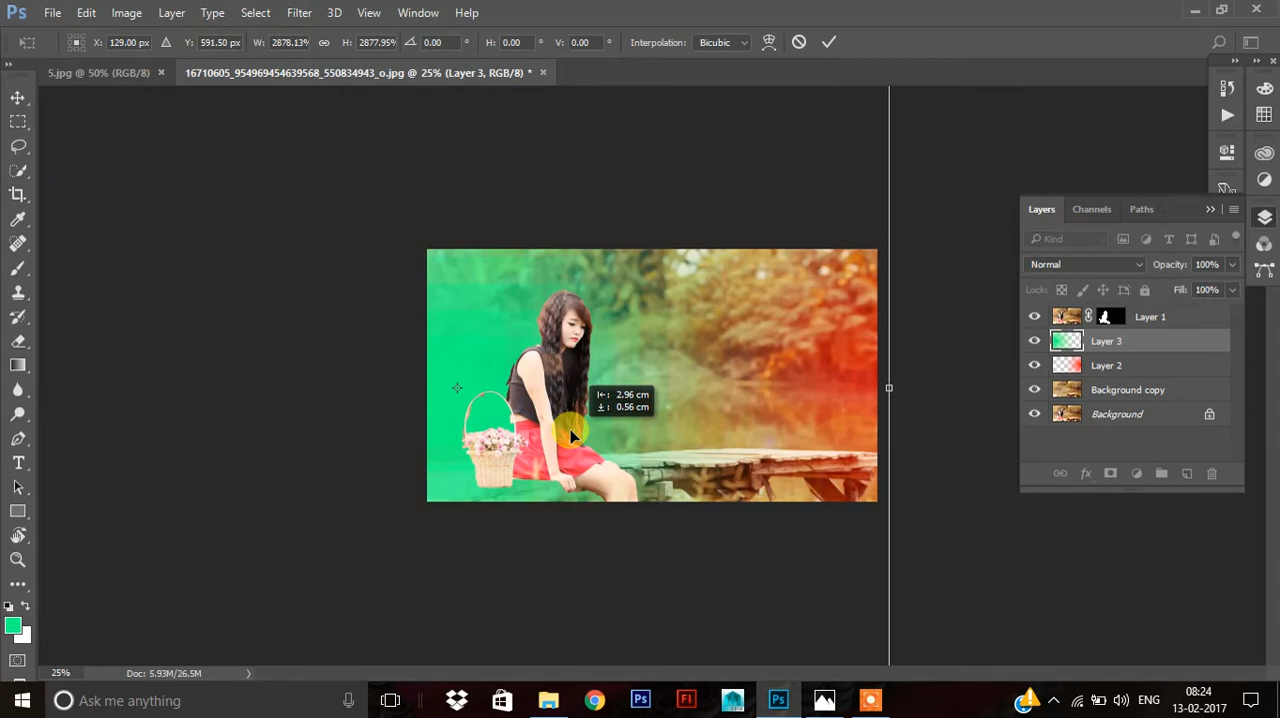 Ps File Edit Image Layer Type Select Filter 3D View Window Help
X: 129.00 px Y: 591.50 px W: 2878.13% H: 2877.95% 0.00 ° H: 0.00 ° V: 0.00 ° Interpolation: Bicubic
5.jpg @ 50% (RGB/8) × 16710605_954969454639568_550834943_o.jpg @ 25% (Layer 3, RGB/8) * ×
Layers Channels Paths
Kind
Normal Opacity: 100%
Lock: Fill: 100%
Layer 1
Layer 3
Layer 2
Background copy
Background
2.96 cm
0.56 cm
25% Doc: 5.93M/26.5M
Ask me anything
Ps Fl Ps
ENG
08:24
13-02-2017